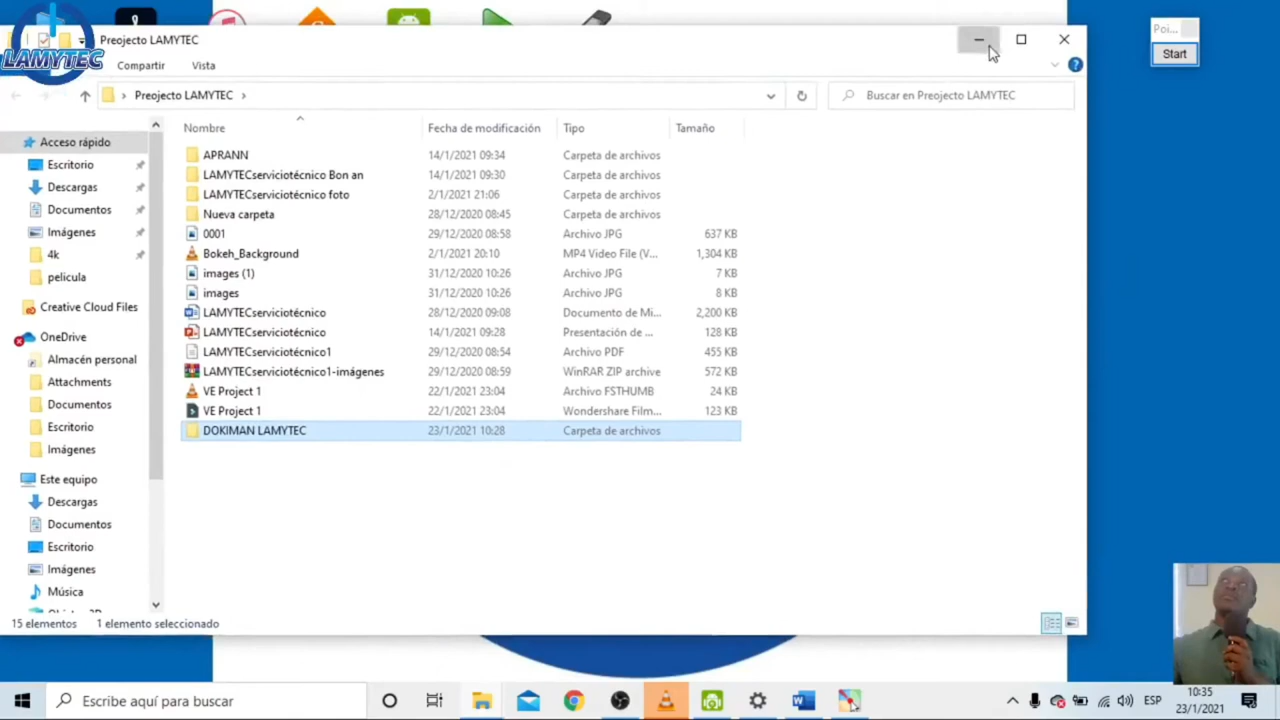 LAMYTEC
Preojecto LAMYTEC
Poi...
Start
Compartir
Vista
Preojecto LAMYTEC
Buscar en Preojecto LAMYTEC
Nombre
Fecha de modificación
Tipo
Tamaño
APRANN
14/1/2021 09:34
Carpeta de archivos
LAMYTECserviciotécnico Bon an
14/1/2021 09:30
Carpeta de archivos
LAMYTECserviciotécnico foto
2/1/2021 21:06
Carpeta de archivos
Nueva carpeta
28/12/2020 08:45
Carpeta de archivos
0001
29/12/2020 08:58
Archivo JPG
637 KB
Bokeh_Background
2/1/2021 20:10
MP4 Video File (V...
1,304 KB
images (1)
31/12/2020 10:26
Archivo JPG
7 KB
images
31/12/2020 10:26
Archivo JPG
8 KB
LAMYTECserviciotécnico
28/12/2020 09:08
Documento de Mi...
2,200 KB
LAMYTECserviciotécnico
14/1/2021 09:28
Presentación de ...
128 KB
LAMYTECserviciotécnico1
29/12/2020 08:54
Archivo PDF
455 KB
LAMYTECserviciotécnico1-imágenes
29/12/2020 08:59
WinRAR ZIP archive
572 KB
VE Project 1
22/1/2021 23:04
Archivo FSTHUMB
24 KB
VE Project 1
22/1/2021 23:04
Wondershare Film...
123 KB
DOKIMAN LAMYTEC
23/1/2021 10:28
Carpeta de archivos
Acceso rápido
Escritorio
Descargas
Documentos
Imágenes
4k
pelicula
Creative Cloud Files
OneDrive
Almacén personal
Attachments
Documentos
Escritorio
Imágenes
Este equipo
Descargas
Documentos
Escritorio
Imágenes
Música
15 elementos
1 elemento seleccionado
Escribe aquí para buscar
ESP
10:35
23/1/2021